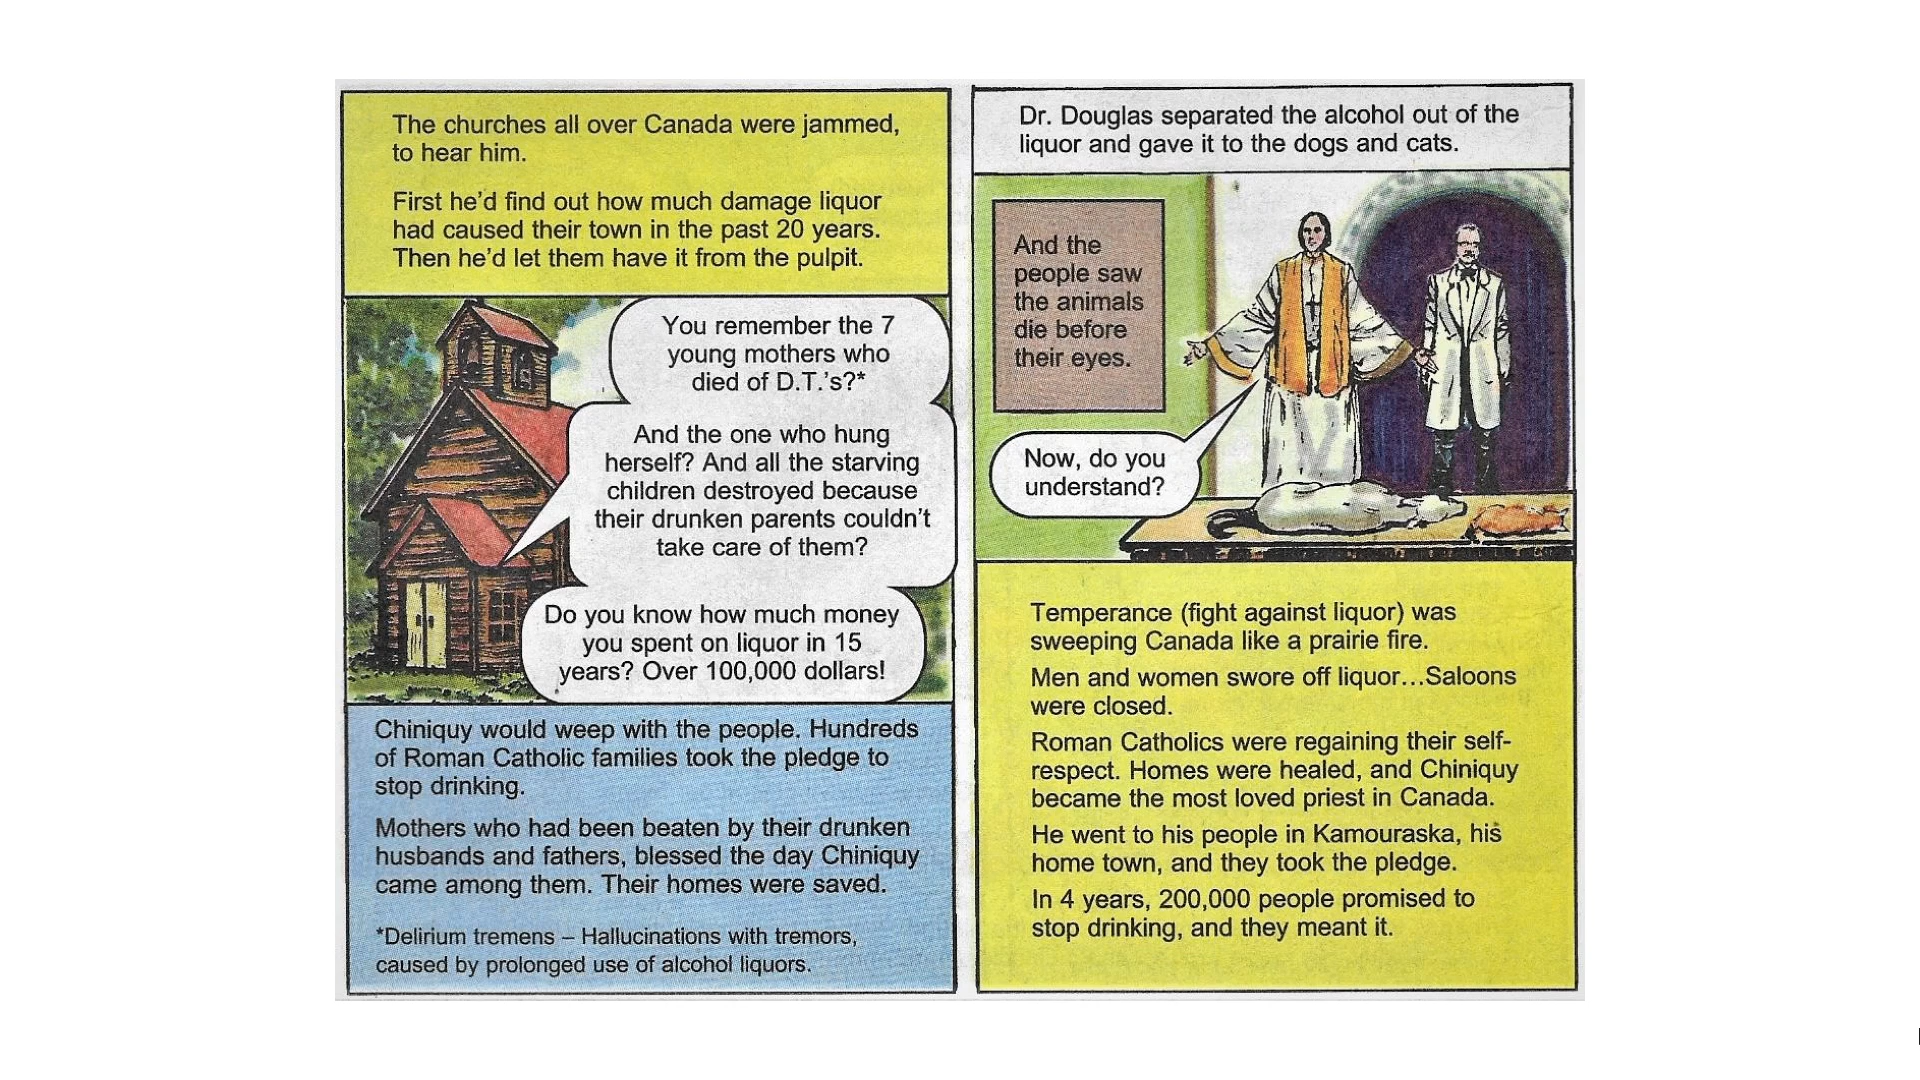 The churches all over Canada were jammed,
to hear him.
First he'd find out how much damage liquor
had caused their town in the past 20 years.
Then he'd let them have it from the pulpit.
You remember the 7
young mothers who
died of D.T.'s?*
And the one who hung
herself? And all the starving
children destroyed because
their drunken parents couldn't
take care of them?
Do you know how much money
you spent on liquor in 15
years? Over 100,000 dollars!
Chiniquy would weep with the people. Hundreds
of Roman Catholic families took the pledge to
stop drinking.
Mothers who had been beaten by their drunken
husbands and fathers, blessed the day Chiniquy
came among them. Their homes were saved.
*Delirium tremens – Hallucinations with tremors,
caused by prolonged use of alcohol liquors.
Dr. Douglas separated the alcohol out of the
liquor and gave it to the dogs and cats.
And the
people saw
the animals
die before
their eyes.
Now, do you
understand?
Temperance (fight against liquor) was
sweeping Canada like a prairie fire.
Men and women swore off liquor...Saloons
were closed.
Roman Catholics were regaining their self-
respect. Homes were healed, and Chiniquy
became the most loved priest in Canada.
He went to his people in Kamouraska, his
home town, and they took the pledge.
In 4 years, 200,000 people promised to
stop drinking, and they meant it.